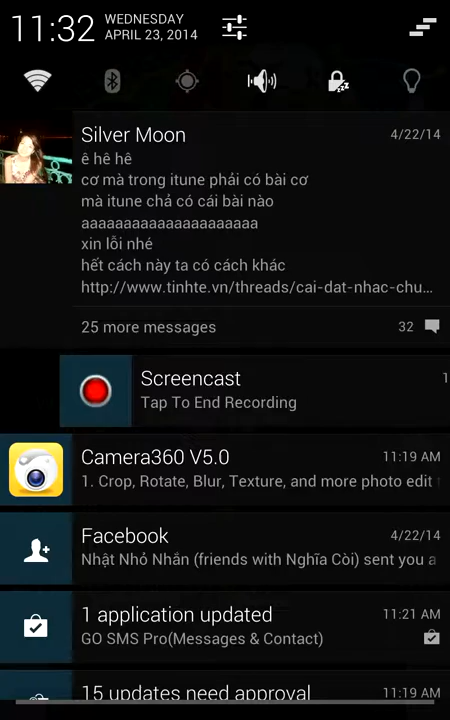 11:32 WEDNESDAY
APRIL 23, 2014
Silver Moon 4/22/14
ê hê hê
cơ mà trong itune phải có bài cơ
mà itune chả có cái bài nào
aaaaaaaaaaaaaaaaaaaaa
xin lỗi nhé
hết cách này ta có cách khác
http://www.tinhte.vn/threads/cai-dat-nhac-chu...
25 more messages 32
Screencast 1
Tap To End Recording
Camera360 V5.0 11:19 AM
1. Crop, Rotate, Blur, Texture, and more photo edit
Facebook 4/22/14
Nhật Nhỏ Nhắn (friends with Nghĩa Còi) sent you a
1 application updated 11:21 AM
GO SMS Pro(Messages & Contact)
15 updates need approval 11:19 AM